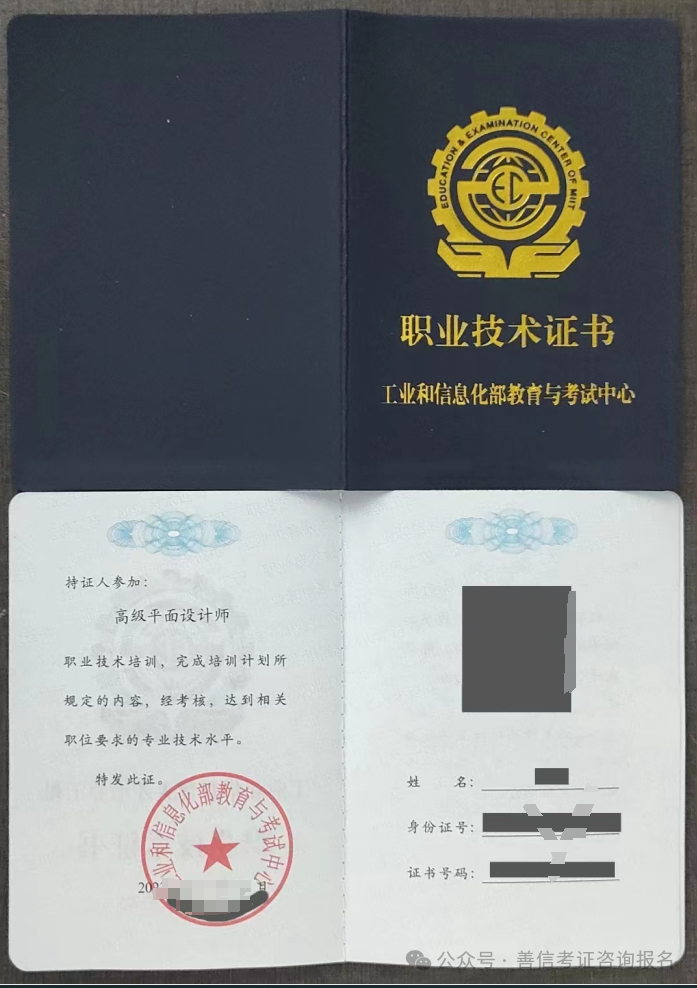 EDUCATION & EXAMINATION CENTER OF MIIT
EC
职业技术证书
工业和信息化部教育与考试中心
持证人参加：
高级平面设计师
职业技术培训，完成培训计划所
规定的内容，经考核，达到相关
职位要求的专业技术水平。
特发此证。
业和信息化部教育与考试中心
202
月
姓 名：
身份证号：
证书号码：
公众号 · 善信考证咨询报名